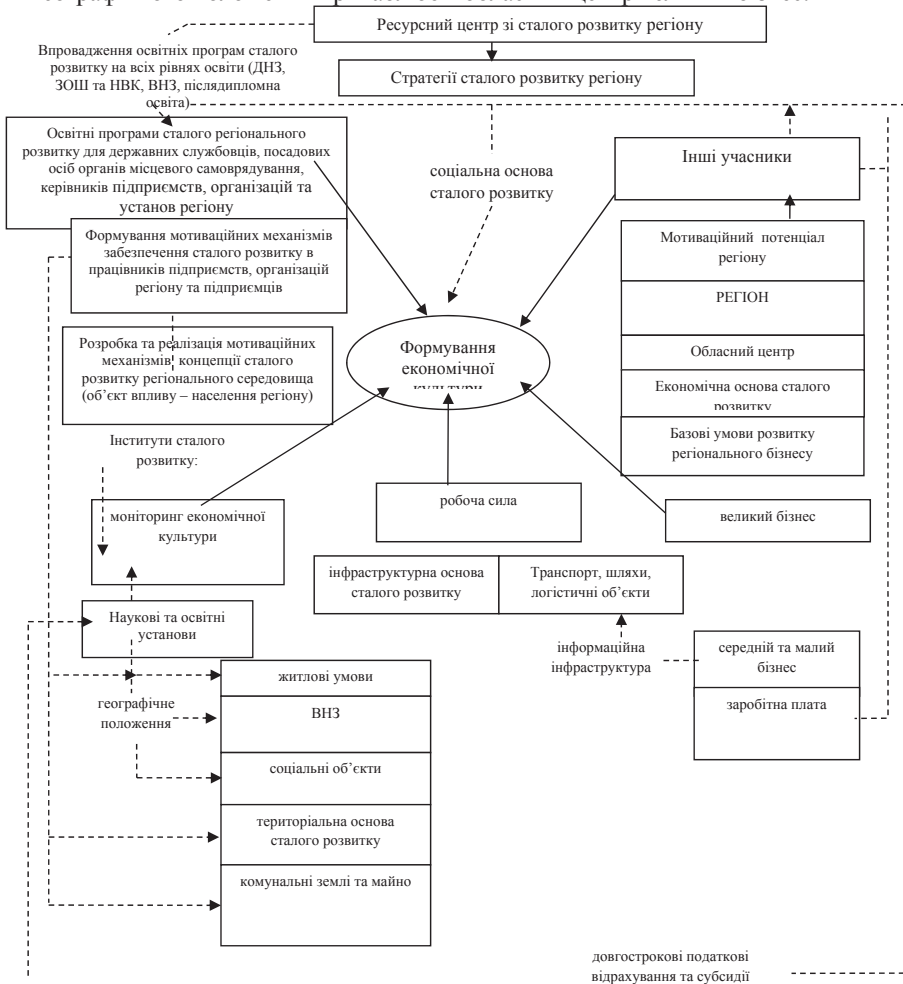 Ресурсний центр зі сталого розвитку регіону
Стратегії сталого розвитку регіону
Впровадження освітніх програм сталого
розвитку на всіх рівнях освіти (ДНЗ,
ЗОШ та НВК, ВНЗ, післядипломна
освіта)
Освітні програми сталого регіонального
розвитку для державних службовців, посадових
осіб органів місцевого самоврядування,
керівників підприємств, організацій та
установ регіону
соціальна основа
сталого розвитку
Інші учасники
Формування мотиваційних механізмів
забезпечення сталого розвитку в
працівників підприємств, організацій
регіону та підприємців
Мотиваційний потенціал
регіону
РЕГІОН
Обласний центр
Економічна основа сталого
розвитку
Базові умови розвитку
регіонального бізнесу
Розробка та реалізація мотиваційних
механізмів концепції сталого
розвитку регіонального середовища
(об’єкт впливу – населення регіону)
Формування
економічної
культури
Інститути сталого
розвитку:
моніторинг економічної
культури
робоча сила
великий бізнес
інфраструктурна основа
сталого розвитку
Транспорт, шляхи,
логістичні об’єкти
Наукові та освітні
установи
інформаційна
інфраструктура
середній та малий
бізнес
заробітна плата
житлові умови
географічне
положення
ВНЗ
соціальні об’єкти
територіальна основа
сталого розвитку
комунальні землі та майно
довгострокові податкові
відрахування та субсидії